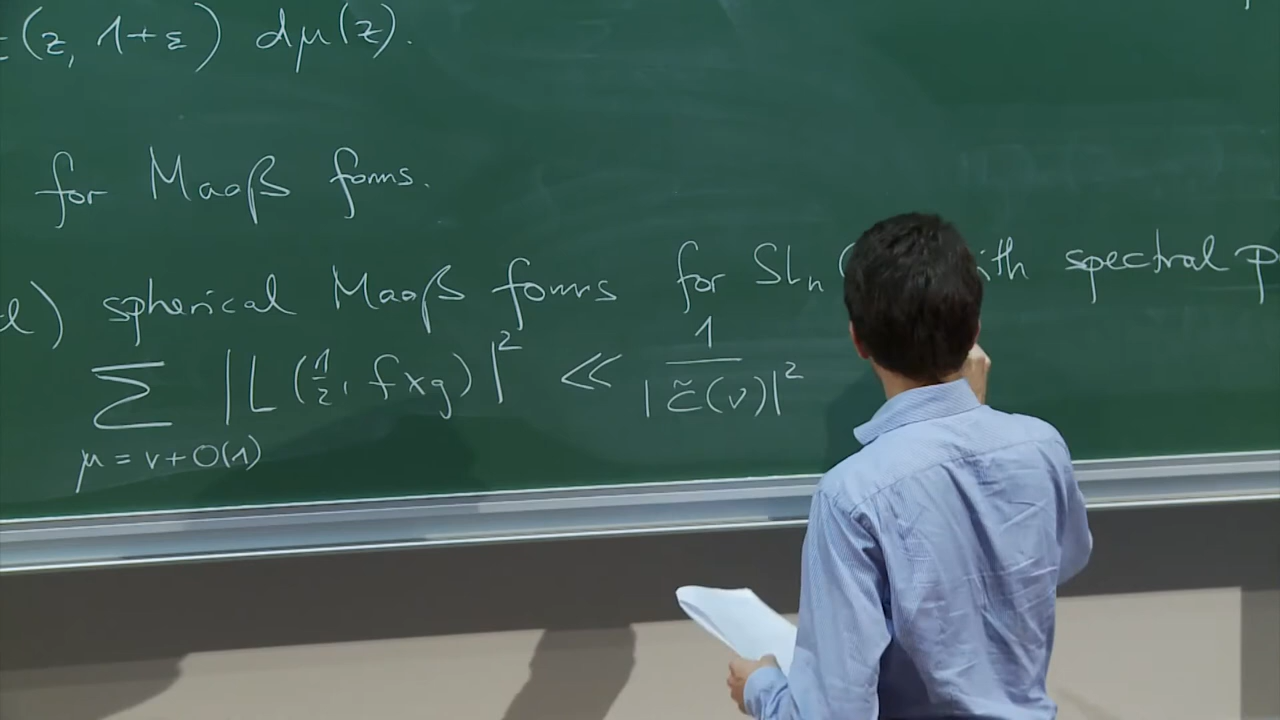 (z, 1+ε) dμ(z).
for Maaß forms.
spherical Maaß forms for SL_n with spectral
∑_{μ = ν + O(1)} |L(1/2, f×g)|² ≪ 1/|c̃(ν)|²